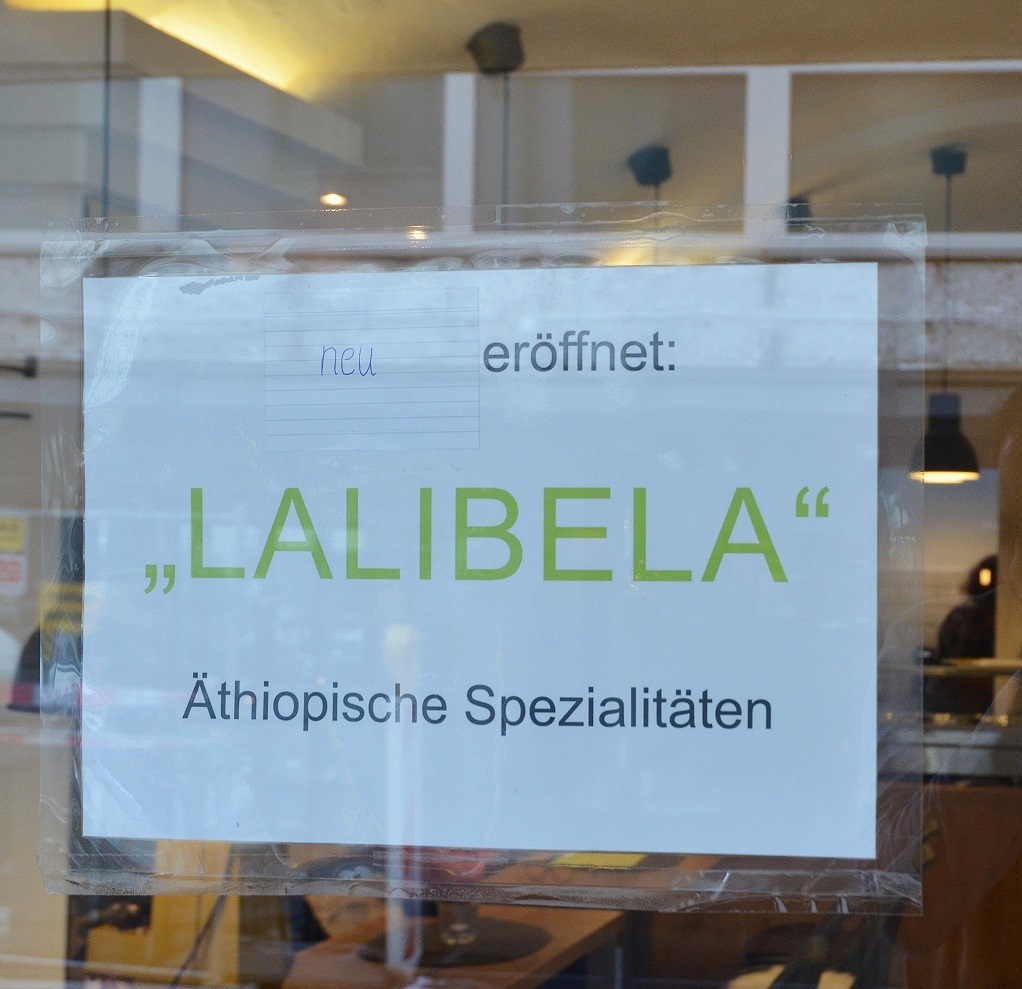 neu eröffnet:
„LALIBELA“
Äthiopische Spezialitäten